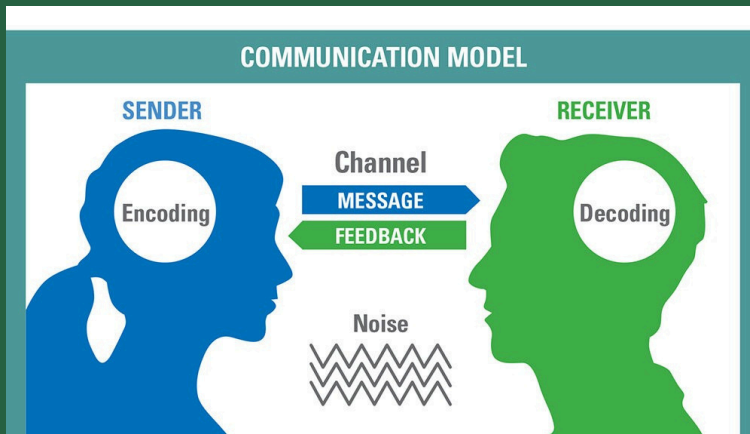 COMMUNICATION MODEL
SENDER
RECEIVER
Channel
Encoding
MESSAGE
Decoding
FEEDBACK
Noise